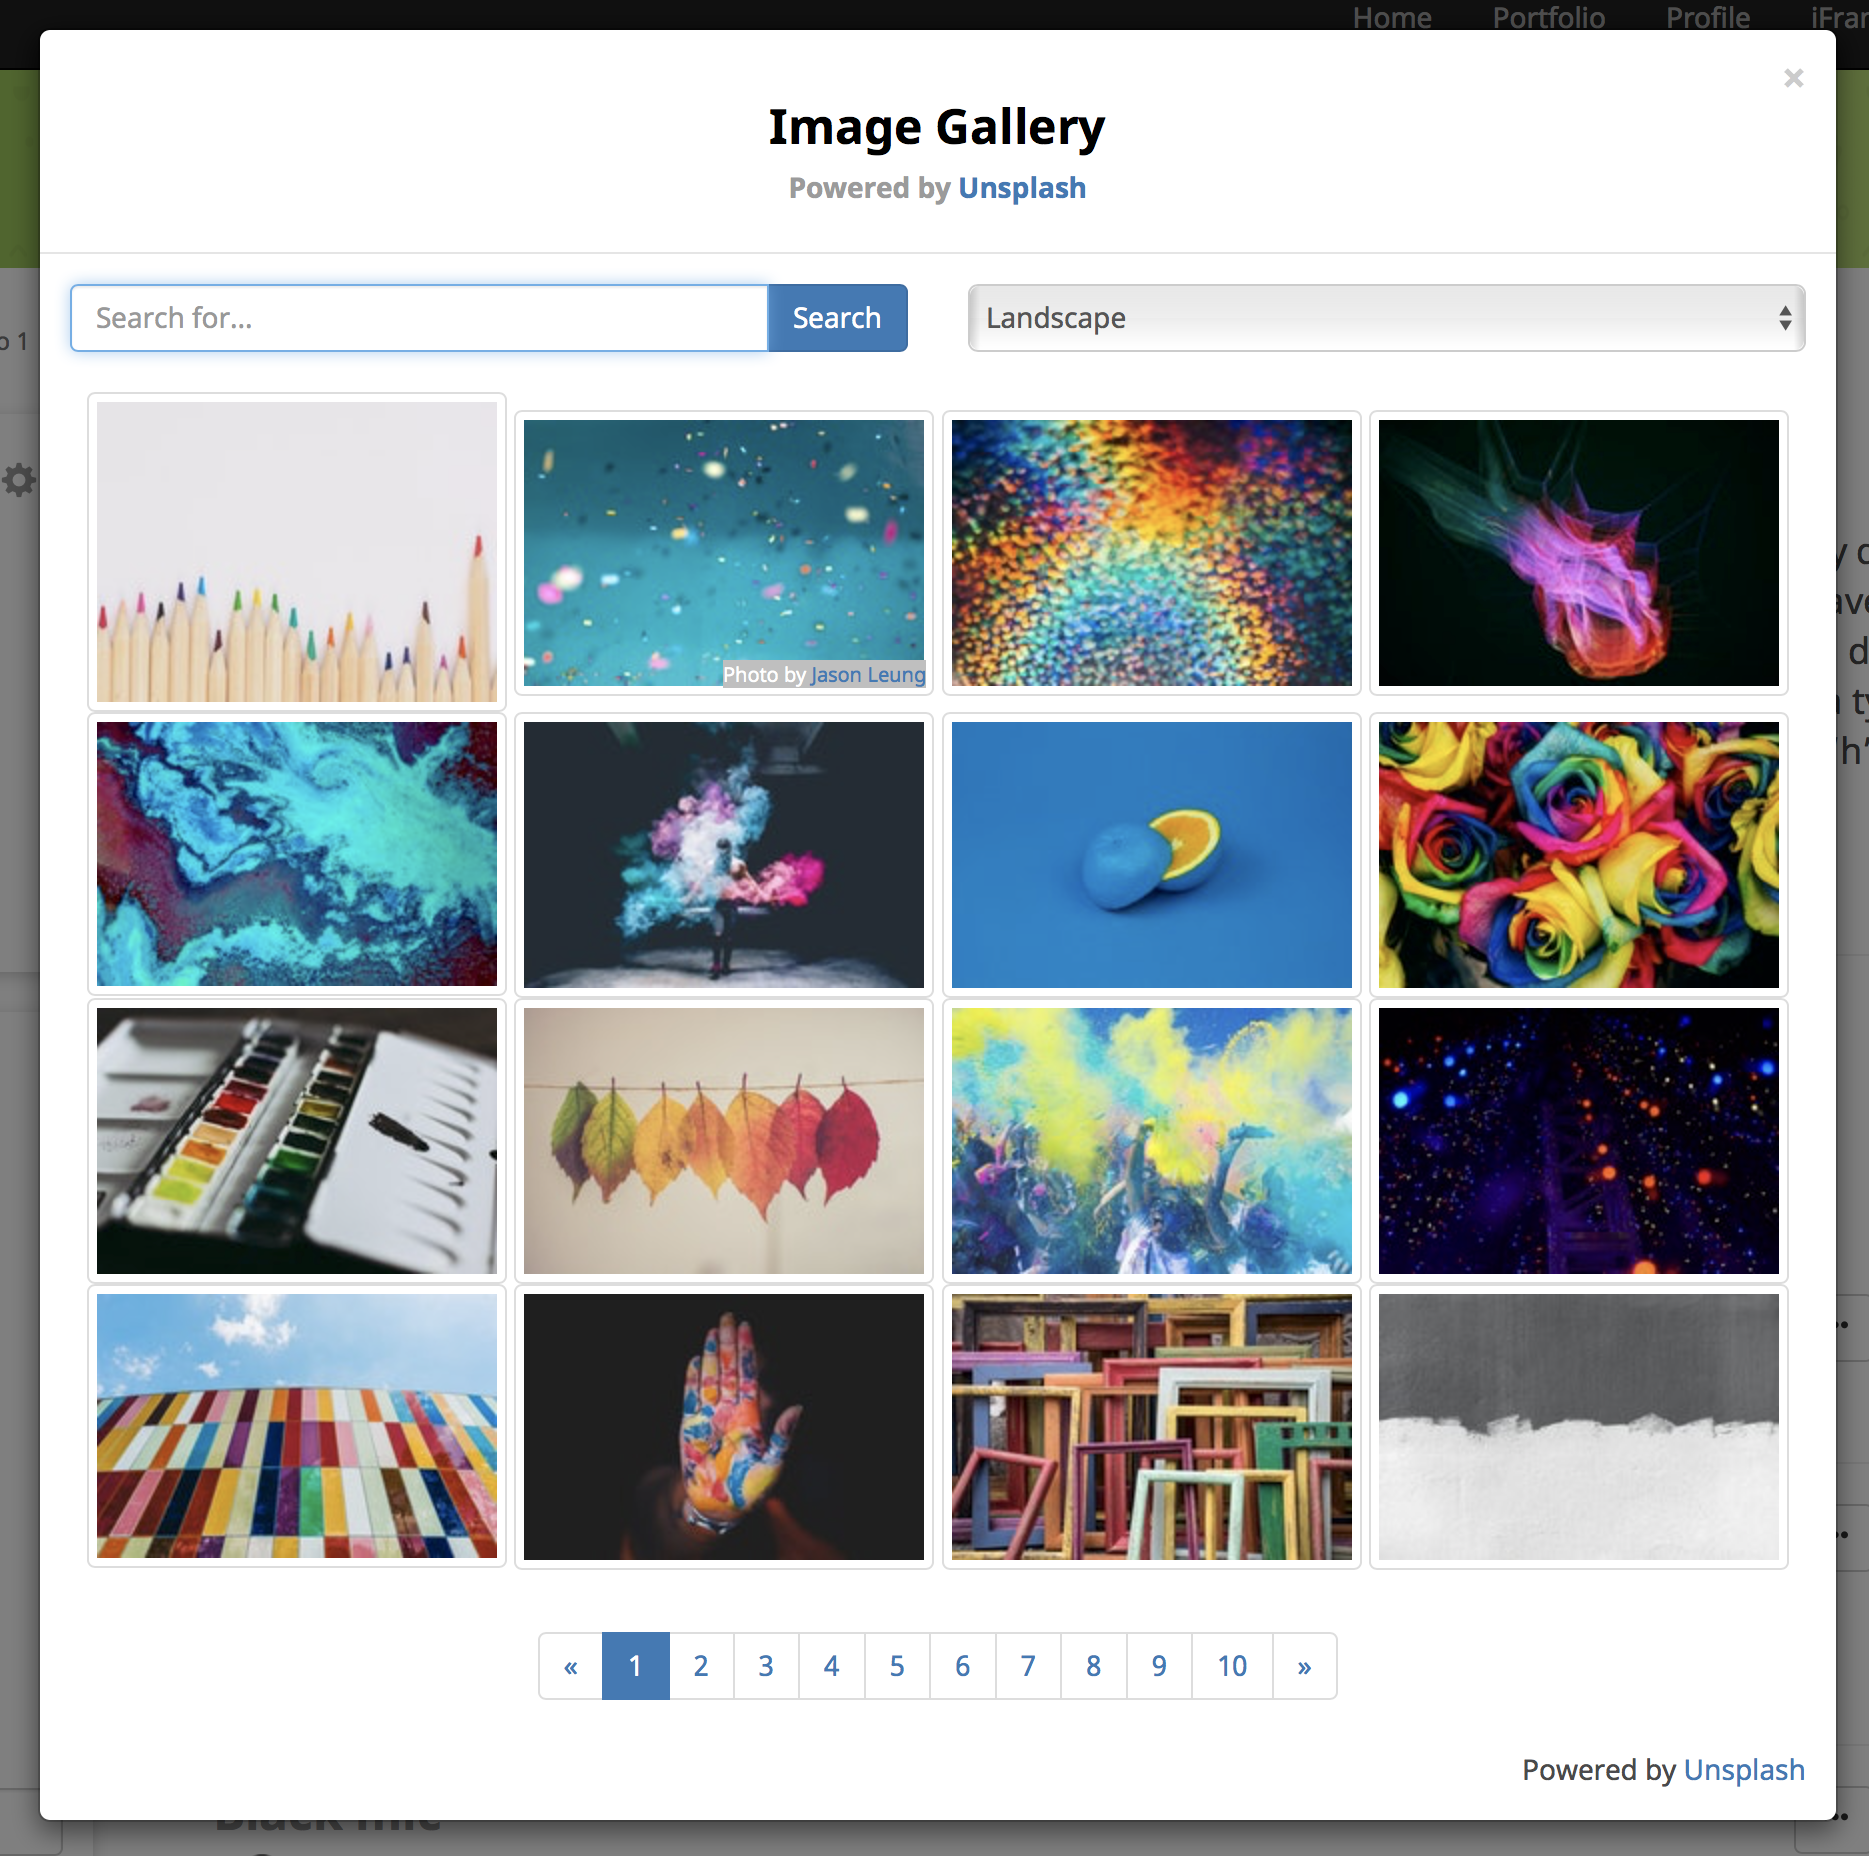 Home Portfolio Profile
×
Image Gallery
Powered by Unsplash
Search for...
Search
Landscape
Photo by Jason Leung
« 1 2 3 4 5 6 7 8 9 10 »
Powered by Unsplash